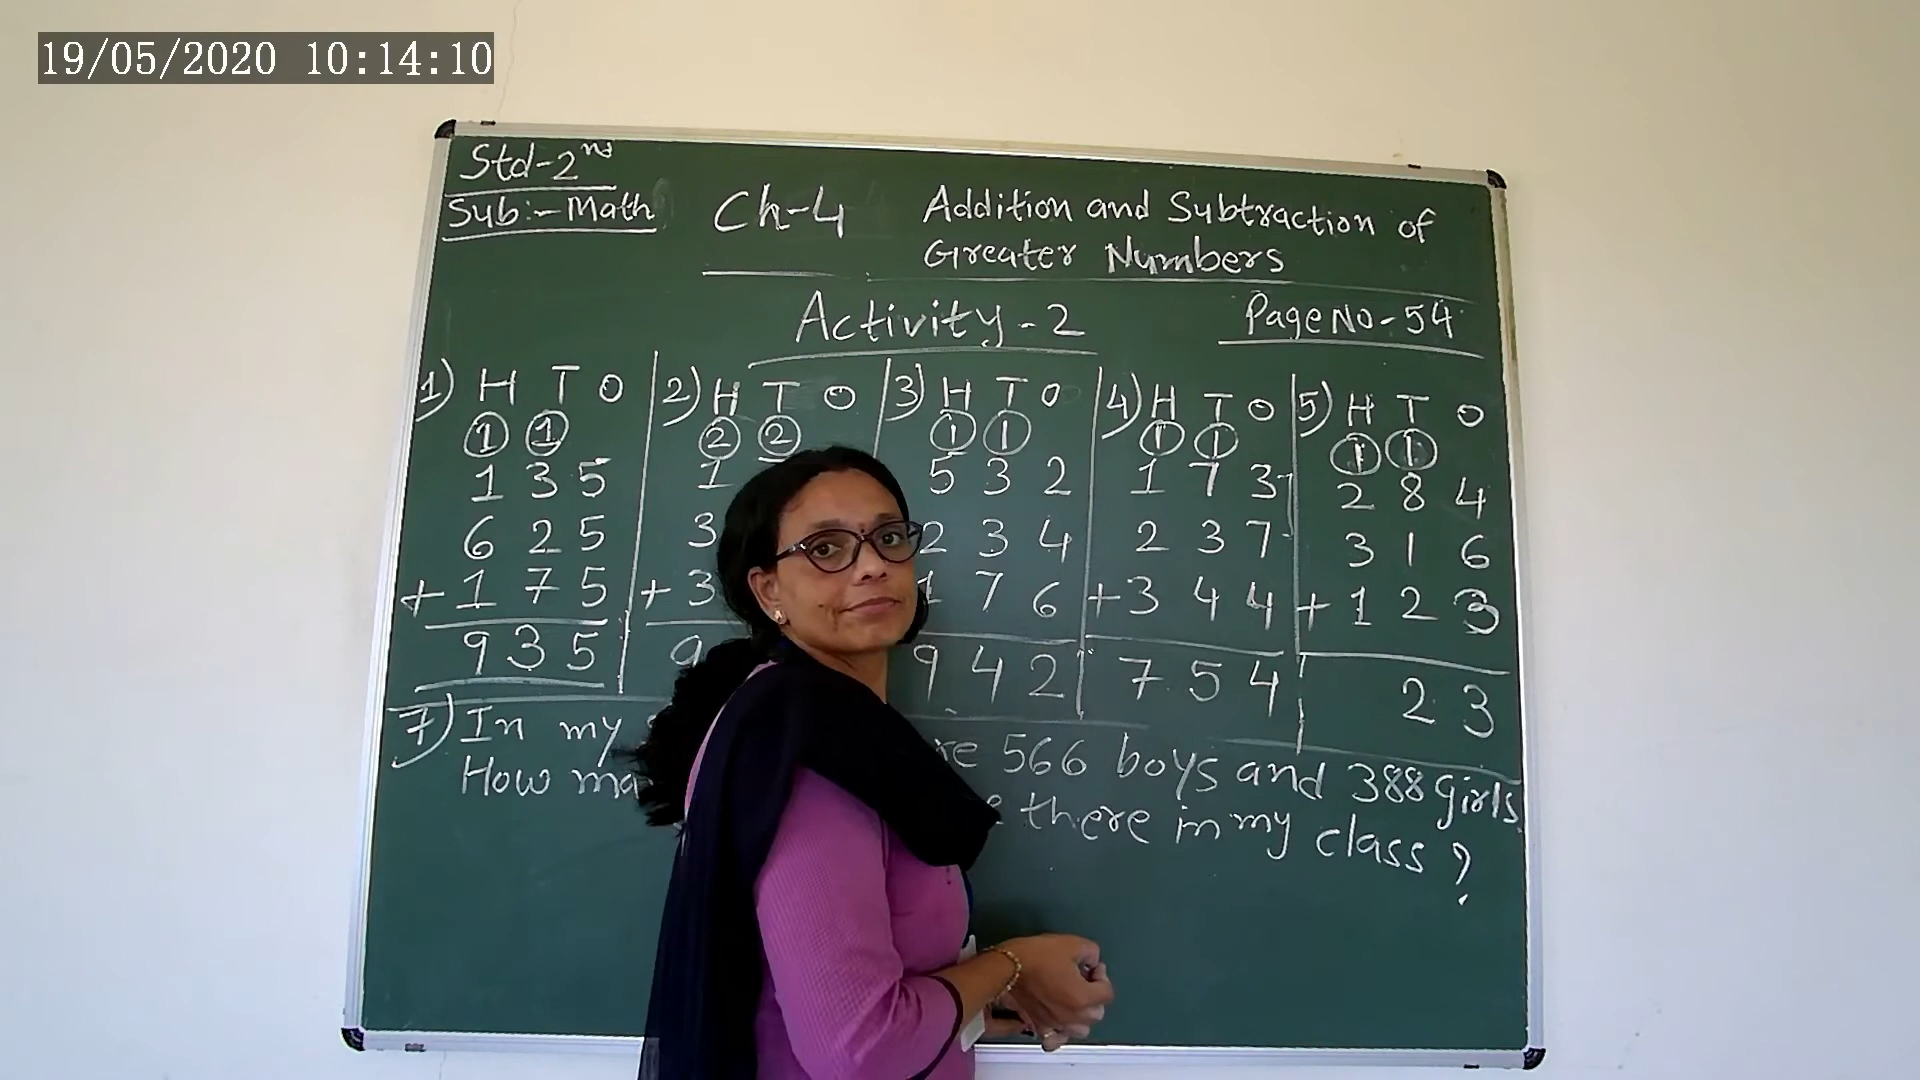 19/05/2020 10:14:10
Std-2nd
Sub:-Math
Ch-4 Addition and Subtraction of
Greater Numbers
Activity-2 Page No-54
1) H T O
1 1
1 3 5
6 2 5
+ 1 7 5
9 3 5
2) H T O
2 2
1
3
+ 3
9
3) H T O
1 1
5 3 2
2 3 4
1 7 6
9 4 2
4) H T O
1 1
1 7 3
2 3 7
+ 3 4 4
7 5 4
5) H T O
1 1
2 8 4
3 1 6
+ 1 2 3
2 3
7) In my 566 boys and 388 girls.
How there in my class ?